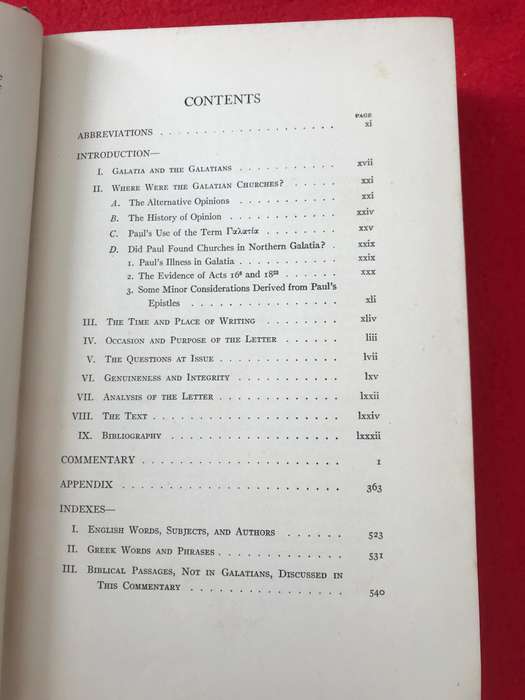 CONTENTS
PAGE
ABBREVIATIONS . . . . . . . . . . . . . . . . . . . . xi
INTRODUCTION—
I. GALATIA AND THE GALATIANS . . . . . . . . . . . xvii
II. WHERE WERE THE GALATIAN CHURCHES? . . . . . xxi
A. The Alternative Opinions . . . . . . . . . . . xxi
B. The History of Opinion . . . . . . . . . . . . xxiv
C. Paul's Use of the Term Γαλατία . . . . . . . . xxv
D. Did Paul Found Churches in Northern Galatia? . xxix
1. Paul's Illness in Galatia . . . . . . . . . . . xxix
2. The Evidence of Acts 16⁶ and 18²³ . . . . . . xxx
3. Some Minor Considerations Derived from Paul's
Epistles . . . . . . . . . . . . . . . xli
III. THE TIME AND PLACE OF WRITING . . . . . . . . . xliv
IV. OCCASION AND PURPOSE OF THE LETTER . . . . . . liii
V. THE QUESTIONS AT ISSUE . . . . . . . . . . . . lvii
VI. GENUINENESS AND INTEGRITY . . . . . . . . . . . lxv
VII. ANALYSIS OF THE LETTER . . . . . . . . . . . . lxxii
VIII. THE TEXT . . . . . . . . . . . . . . . . . . . lxxiv
IX. BIBLIOGRAPHY . . . . . . . . . . . . . . . . . lxxxii
COMMENTARY . . . . . . . . . . . . . . . . . . . . 1
APPENDIX . . . . . . . . . . . . . . . . . . . . . . 363
INDEXES—
I. ENGLISH WORDS, SUBJECTS, AND AUTHORS . . . . . . 523
II. GREEK WORDS AND PHRASES . . . . . . . . . . . . 531
III. BIBLICAL PASSAGES, NOT IN GALATIANS, DISCUSSED IN
THIS COMMENTARY . . . . . . . . . . . . . . . 540